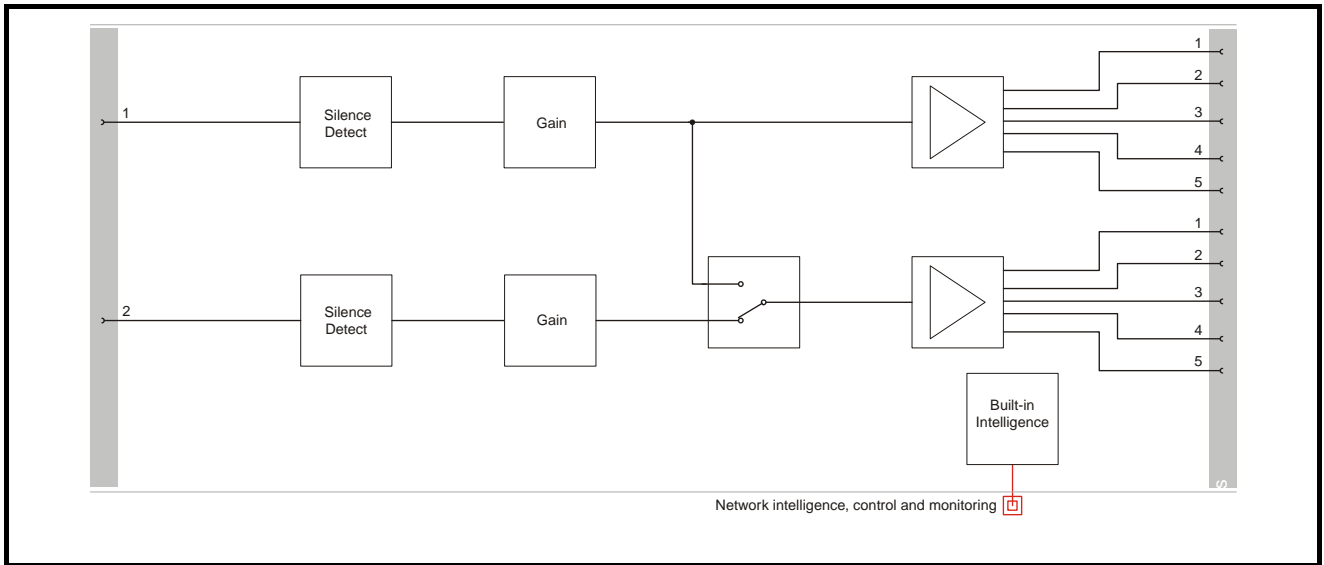 1
Silence
Detect
Gain
1
2
3
4
5
2
Silence
Detect
Gain
1
2
3
4
5
Built-in
Intelligence
Network intelligence, control and monitoring
S